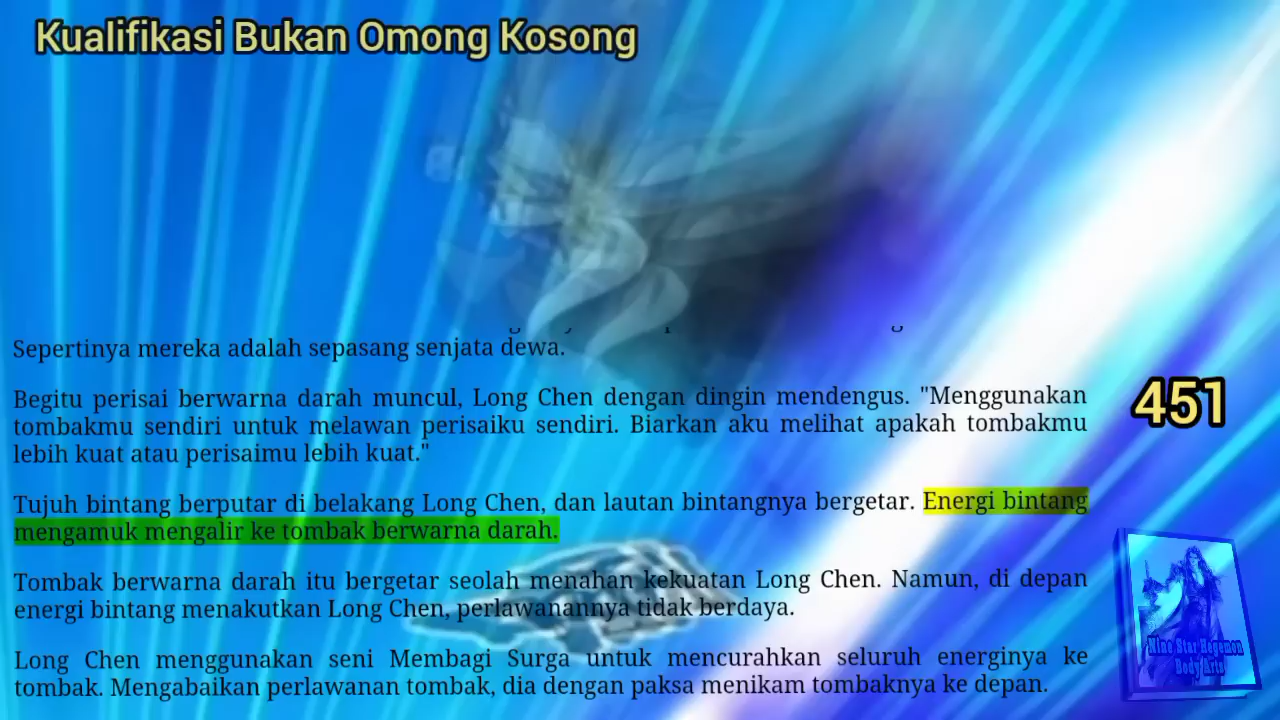 Kualifikasi Bukan Omong Kosong
Sepertinya mereka adalah sepasang senjata dewa.
Begitu perisai berwarna darah muncul, Long Chen dengan dingin mendengus. "Menggunakan
tombakmu sendiri untuk melawan perisaiku sendiri. Biarkan aku melihat apakah tombakmu
lebih kuat atau perisaimu lebih kuat."
451
Tujuh bintang berputar di belakang Long Chen, dan lautan bintangnya bergetar. Energi bintang
mengamuk mengalir ke tombak berwarna darah.
Tombak berwarna darah itu bergetar seolah menahan kekuatan Long Chen. Namun, di depan
energi bintang menakutkan Long Chen, perlawanannya tidak berdaya.
Long Chen menggunakan seni Membagi Surga untuk mencurahkan seluruh energinya ke
tombak. Mengabaikan perlawanan tombak, dia dengan paksa menikam tombaknya ke depan.
Nine Star Hegemon
Body Arts